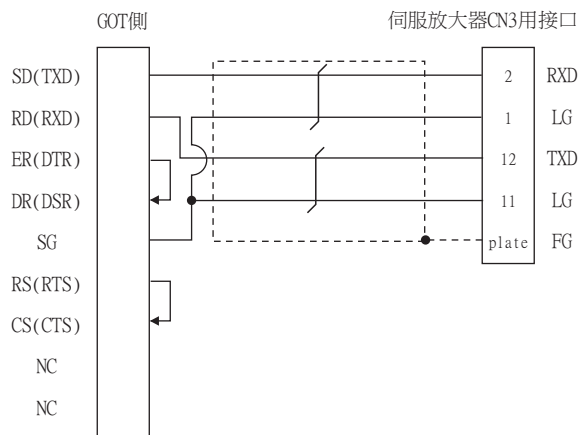 GOT側 伺服放大器CN3用接口
SD(TXD) 2 RXD
RD(RXD) 1 LG
ER(DTR) 12 TXD
DR(DSR) 11 LG
SG plate FG
RS(RTS)
CS(CTS)
NC
NC